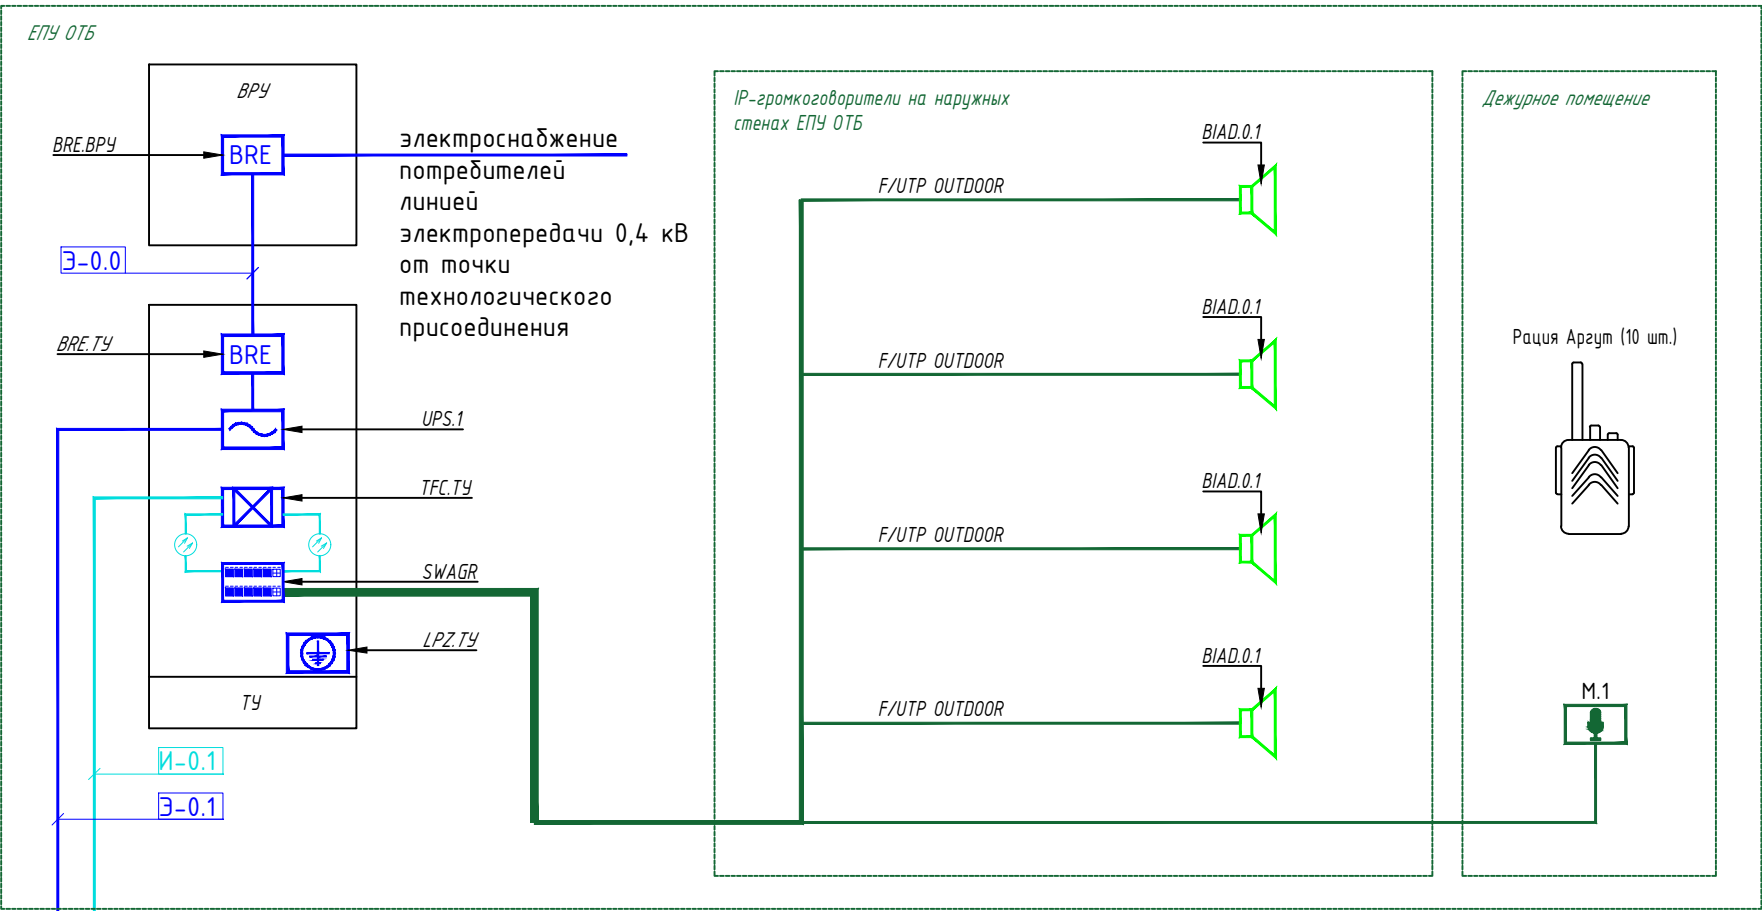 ЕПУ ОТБ
ВРУ
BRE.ВРУ
BRE
электроснабжение
потребителей
линией
электропередачи 0,4 кВ
от точки
технологического
присоединения
Э-0.0
BRE.ТУ
BRE
UPS.1
TFC.ТУ
SWAGR
LPZ.ТУ
ТУ
И-0.1
Э-0.1
IP-громкоговорители на наружных
стенах ЕПУ ОТБ
BIAD.0.1
F/UTP OUTDOOR
BIAD.0.1
F/UTP OUTDOOR
BIAD.0.1
F/UTP OUTDOOR
BIAD.0.1
F/UTP OUTDOOR
Дежурное помещение
Рация Аргут (10 шт.)
М.1